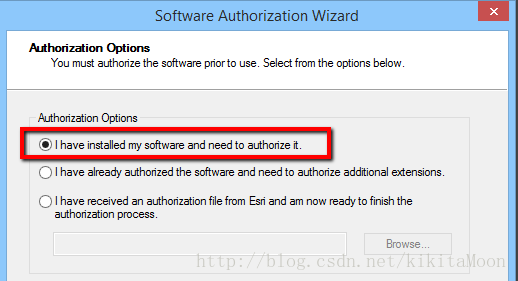 Software Authorization Wizard
Authorization Options
You must authorize the software prior to use. Select from the options below.
Authorization Options
I have installed my software and need to authorize it.
I have already authorized the software and need to authorize additional extensions.
I have received an authorization file from Esri and am now ready to finish the
authorization process.
Browse...
http://blog.csdn.net/kikitaMoon